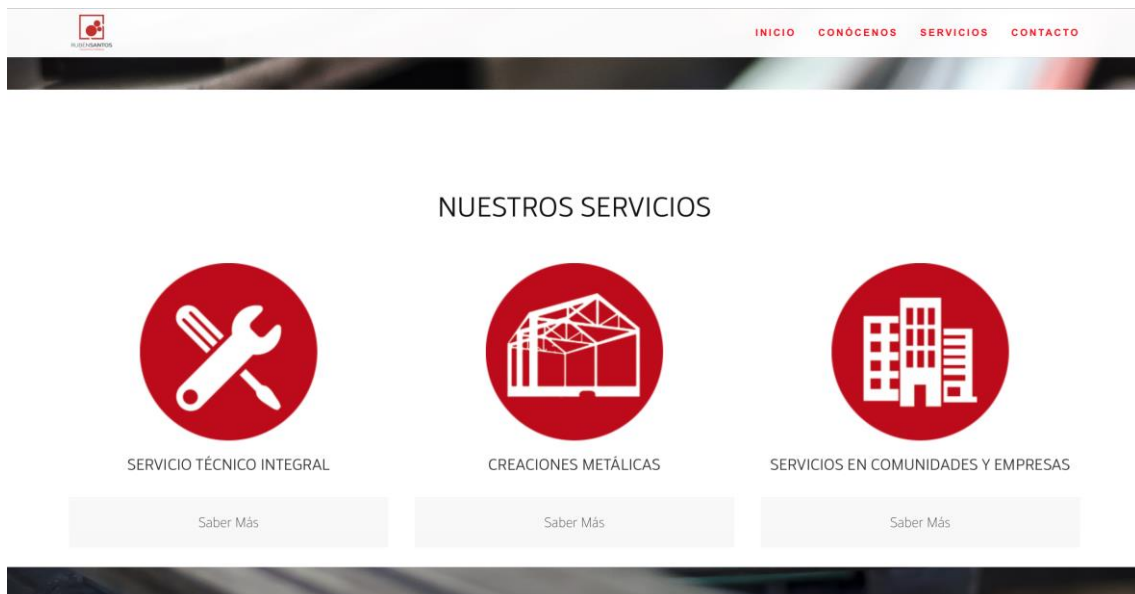 RUBENSANTOS
INICIO CONÓCENOS SERVICIOS CONTACTO
NUESTROS SERVICIOS
SERVICIO TÉCNICO INTEGRAL
CREACIONES METÁLICAS
SERVICIOS EN COMUNIDADES Y EMPRESAS
Saber Más
Saber Más
Saber Más